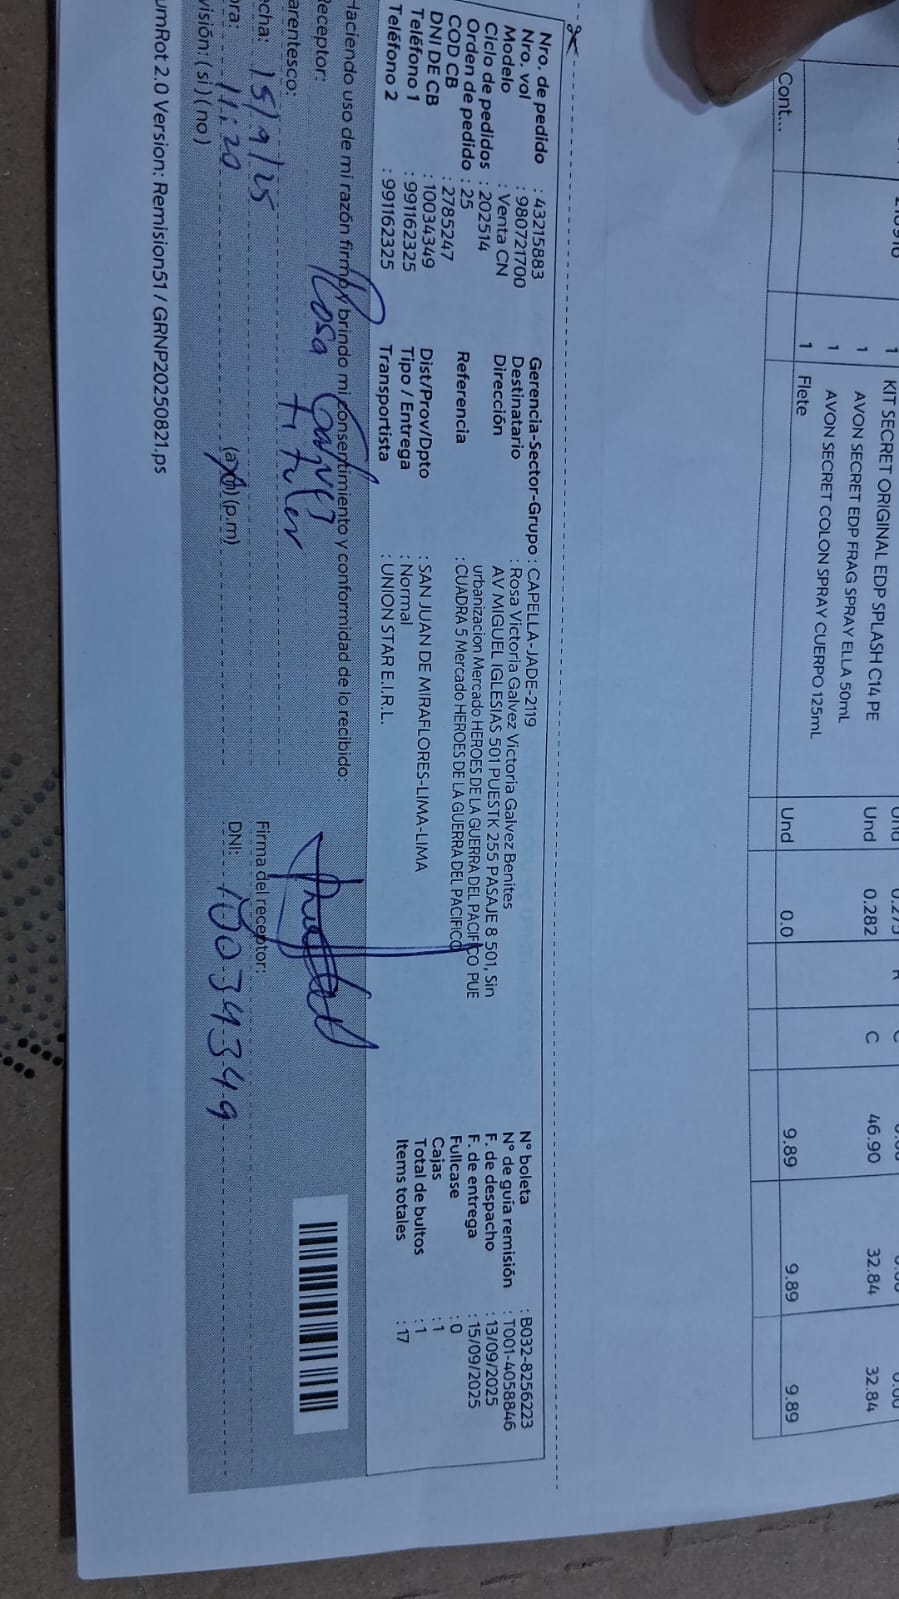 1 KIT SECRET ORIGINAL EDP SPLASH C14 PE
1 AVON SECRET EDP FRAG SPRAY ELLA 50mL Und 0.282 C 46.90 32.84 32.84
1 AVON SECRET COLON SPRAY CUERPO 125mL
Cont... 1 Flete Und 0.0 9.89 9.89 9.89
Nro. de pedido : 43215883
Nro. vol : 980721700
Modelo : Venta CN
Ciclo de pedidos : 202514
Orden de pedido : 25
COD CB : 2785247
DNI DE CB : 10034349
Teléfono 1 : 991162325
Teléfono 2 : 991162325
Gerencia-Sector-Grupo : CAPELLA-JADE-2119
Destinatario : Rosa Victoria Galvez Victoria Galvez Benites
Dirección AV MIGUEL IGLESIAS 501 PUESTK 255 PASAJE 8 501, Sin
urbanizacion Mercado HEROES DE LA GUERRA DEL PACIFICO PUE
Referencia :CUADRA 5 Mercado HEROES DE LA GUERRA DEL PACIFICO
Dist/Prov/Dpto : SAN JUAN DE MIRAFLORES-LIMA-LIMA
Tipo / Entrega : Normal
Transportista : UNION STAR E.I.R.L.
N° boleta : B032-8256223
N° de guía remisión : T001-4058846
F. de despacho : 13/09/2025
F. de entrega : 15/09/2025
Fullcase : 0
Cajas : 1
Total de bultos : 1
Items totales : 17
Haciendo uso de mi razón firmo y brindo mi consentimiento y conformidad de lo recibido:
Receptor: Rosa Galvez
arentesco: Titular
cha: 15/9/25
Firma del receptor:
ora: 11:20 (a.m) (p.m)
DNI: 10034349
visión: ( si ) ( no )
umRot 2.0 Version: Remision51 / GRNP20250821.ps